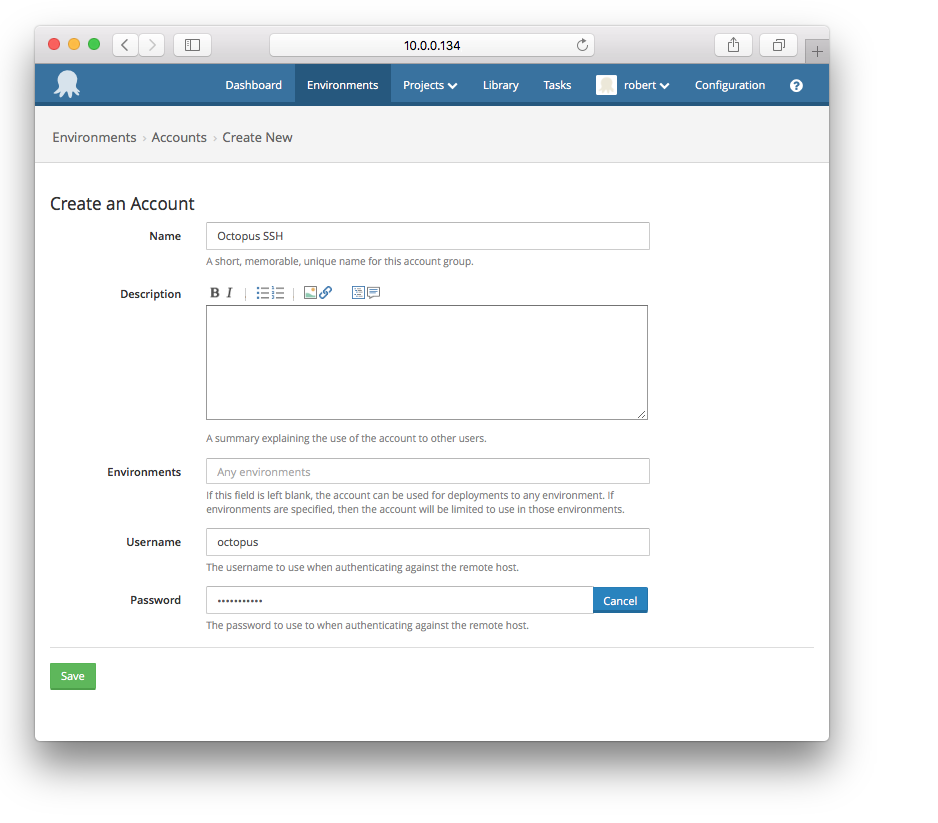 10.0.0.134
Dashboard Environments Projects Library Tasks robert Configuration ?
Environments › Accounts › Create New
Create an Account
Name Octopus SSH
A short, memorable, unique name for this account group.
Description B I
A summary explaining the use of the account to other users.
Environments Any environments
If this field is left blank, the account can be used for deployments to any environment. If
environments are specified, then the account will be limited to use in those environments.
Username octopus
The username to use when authenticating against the remote host.
Password ••••••••••• Cancel
The password to use to when authenticating against the remote host.
Save